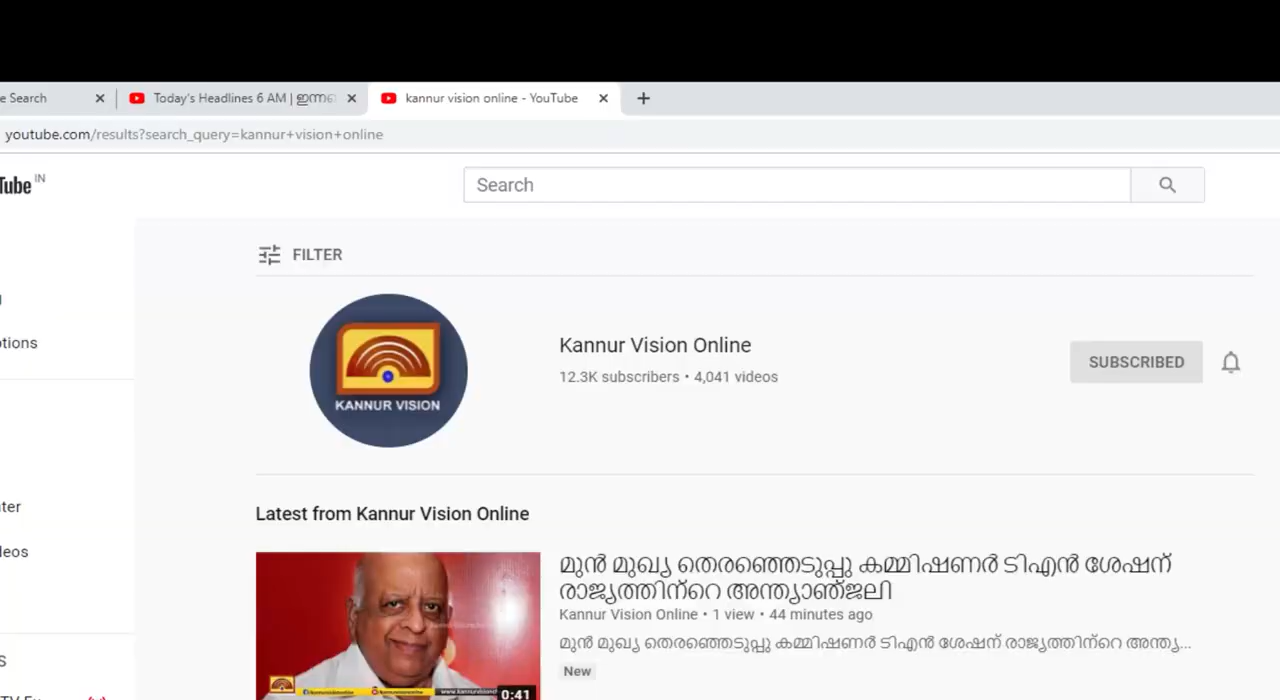 e Search
Today's Headlines 6 AM | ഇന്നത
kannur vision online - YouTube
youtube.com/results?search_query=kannur+vision+online
Tube IN
Search
FILTER
KANNUR VISION
Kannur Vision Online
12.3K subscribers • 4,041 videos
SUBSCRIBED
Latest from Kannur Vision Online
മുൻ മുഖ്യ തെരഞ്ഞെടുപ്പു കമ്മിഷണർ ടിഎൻ ശേഷന്
രാജ്യത്തിന്റെ അന്ത്യാഞ്ജലി
Kannur Vision Online • 1 view • 44 minutes ago
മുൻ മുഖ്യ തെരഞ്ഞെടുപ്പു കമ്മിഷണർ ടിഎൻ ശേഷന് രാജ്യത്തിന്റെ അന്ത്യ...
New
0:41